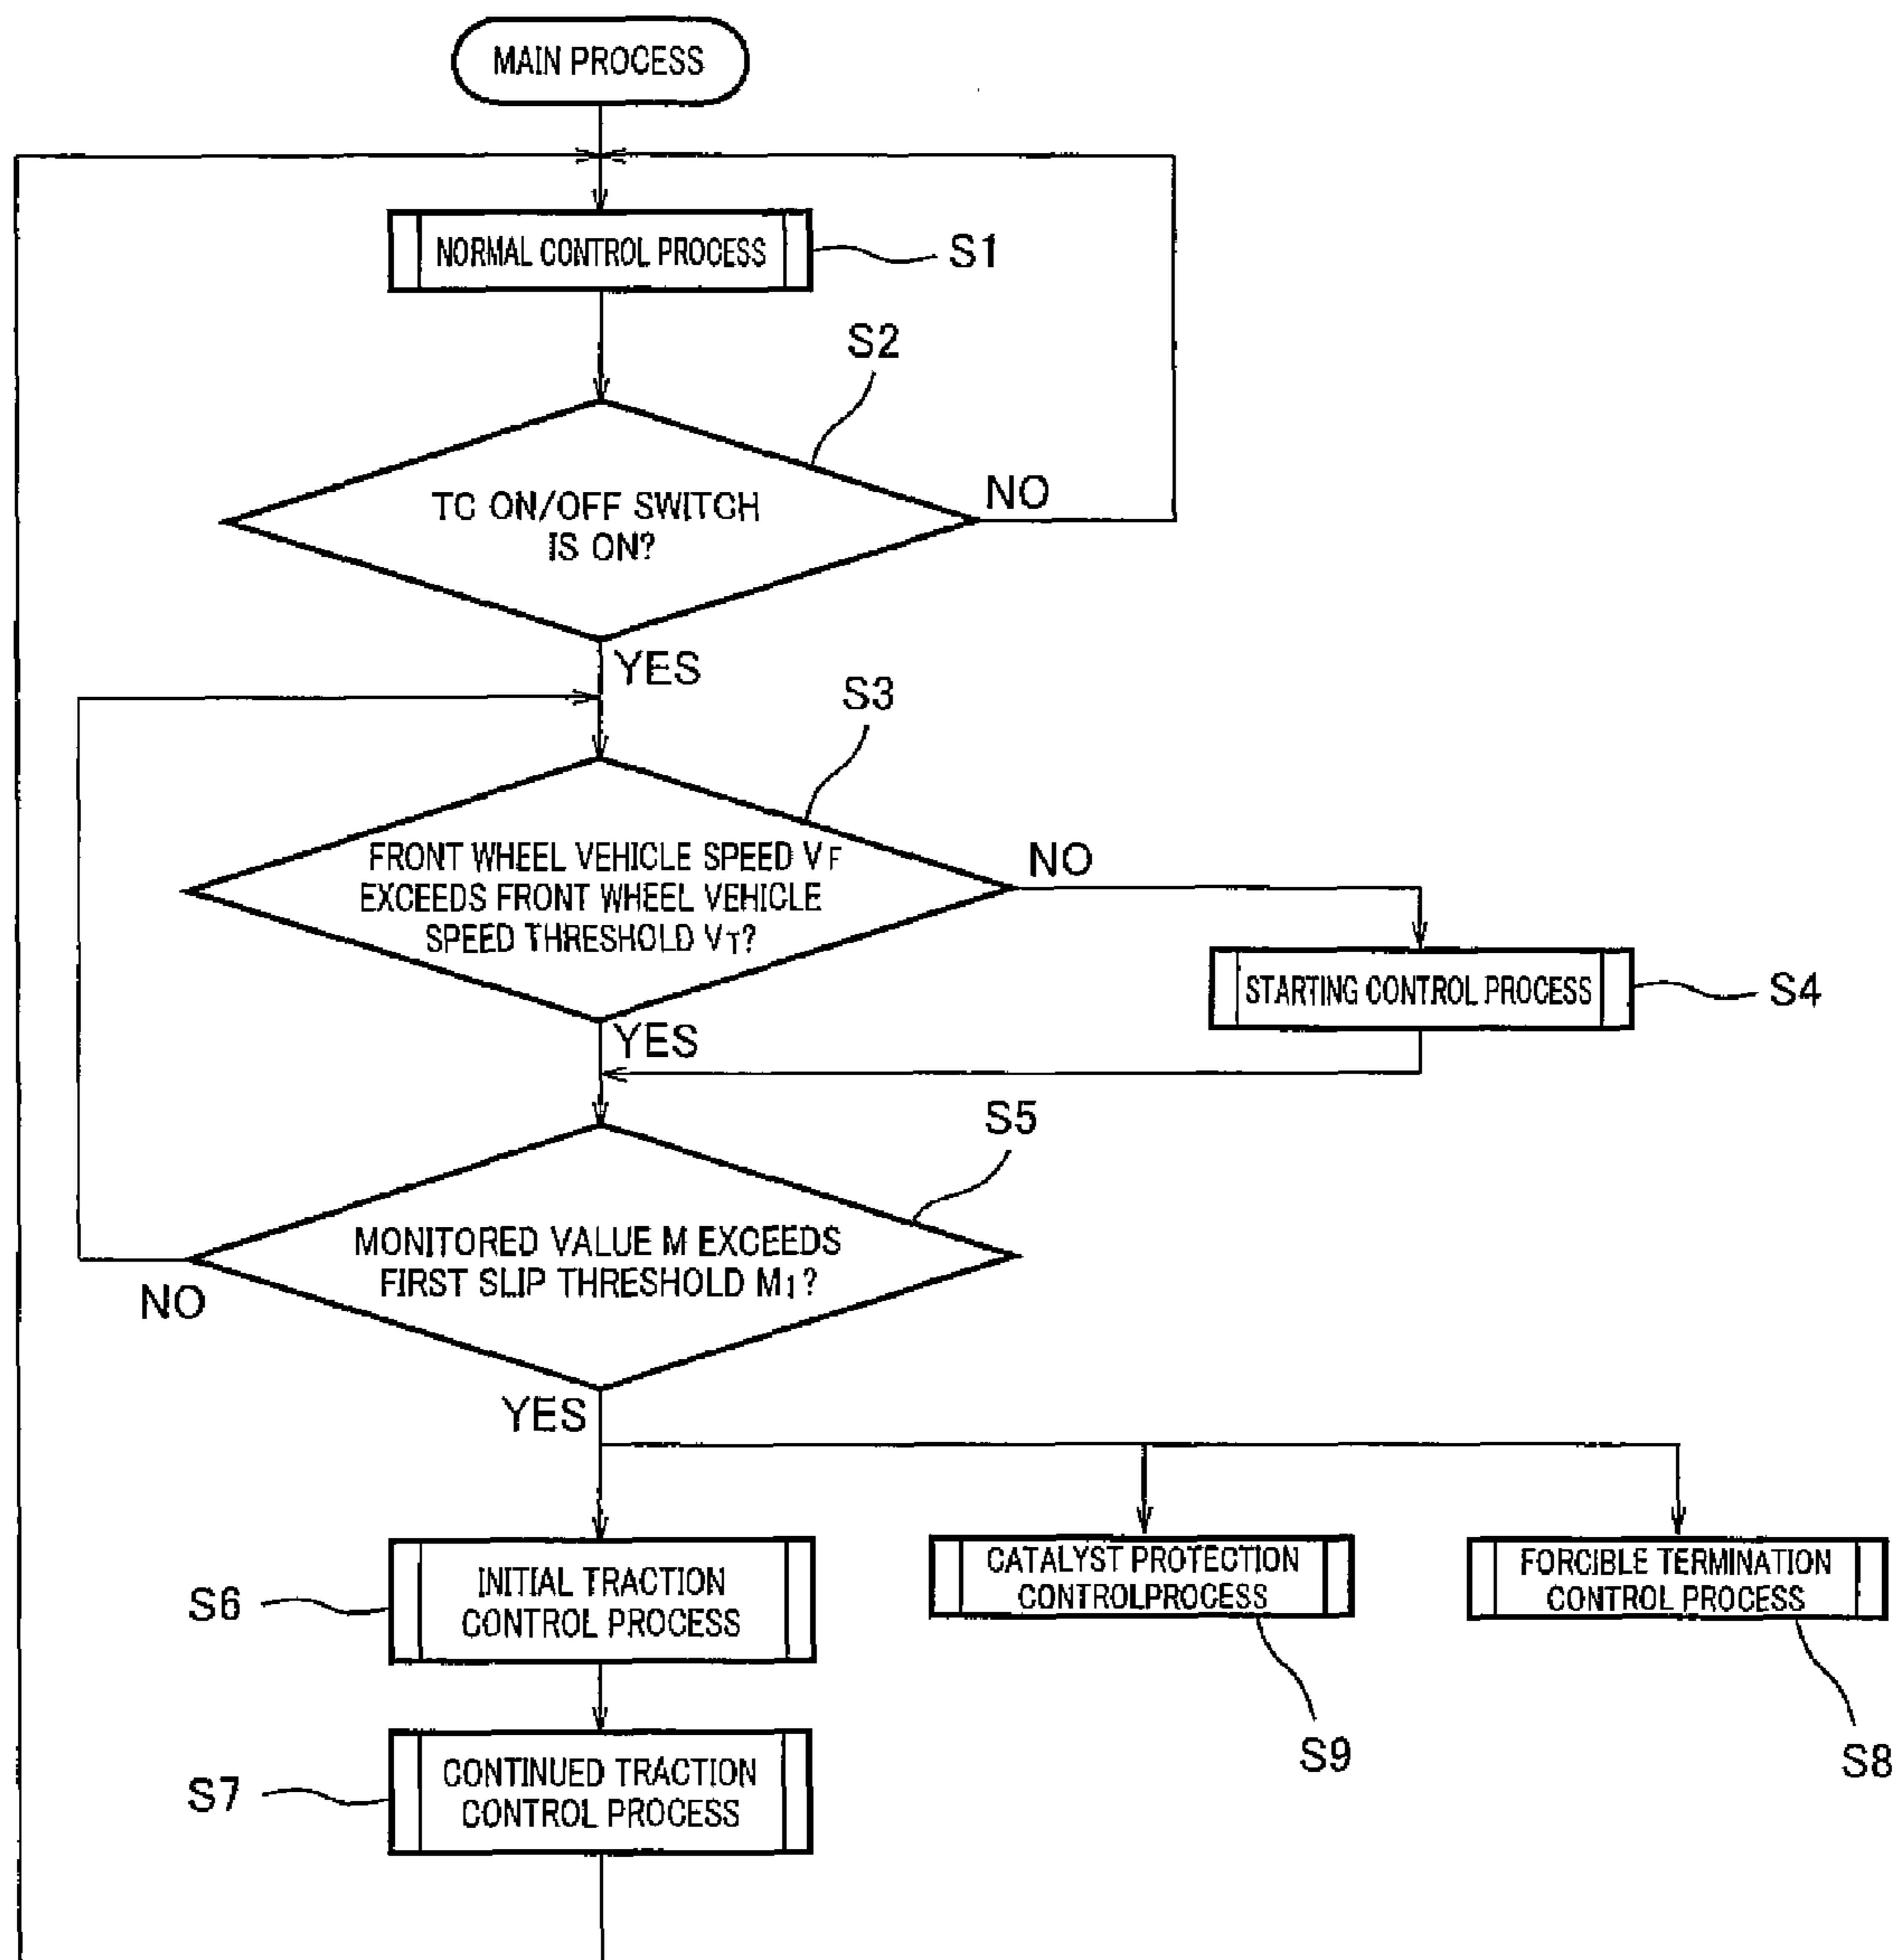 MAIN PROCESS
NORMAL CONTROL PROCESS
S1
S2
TC ON/OFF SWITCH
IS ON?
NO
YES
S3
FRONT WHEEL VEHICLE SPEED VF
EXCEEDS FRONT WHEEL VEHICLE
SPEED THRESHOLD VT?
NO
STARTING CONTROL PROCESS
S4
YES
S5
MONITORED VALUE M EXCEEDS
FIRST SLIP THRESHOLD M1?
NO
YES
S6
INITIAL TRACTION
CONTROL PROCESS
CATALYST PROTECTION
CONTROLPROCESS
FORCIBLE TERMINATION
CONTROL PROCESS
S9
S8
S7
CONTINUED TRACTION
CONTROL PROCESS